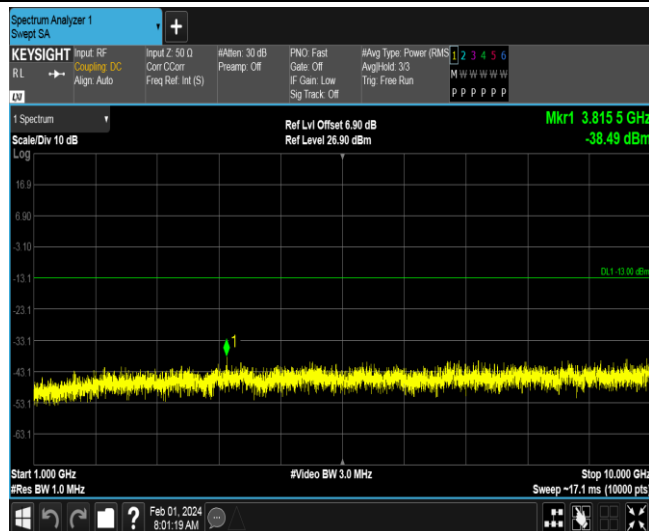 Spectrum Analyzer 1
Swept SA
+
KEYSIGHT
RL
Input: RF
Coupling: DC
Align: Auto
Input Z: 50 Ω
Corr CCorr
Freq Ref: Int (S)
#Atten: 30 dB
Preamp: Off
PNO: Fast
Gate: Off
IF Gain: Low
Sig Track: Off
#Avg Type: Power (RMS
Avg|Hold: 3/3
Trig: Free Run
1 2 3 4 5 6
M W W W W W
P P P P P P
1 Spectrum
Scale/Div 10 dB
Log
Ref Lvl Offset 6.90 dB
Ref Level 26.90 dBm
Mkr1 3.815 5 GHz
-38.49 dBm
16.9
6.90
-3.10
-13.1
DL1 -13.00 dBm
-23.1
-33.1
1
-43.1
-53.1
-63.1
Start 1.000 GHz
#Res BW 1.0 MHz
#Video BW 3.0 MHz
Stop 10.000 GHz
Sweep ~17.1 ms (10000 pts)
?
Feb 01, 2024
8:01:19 AM